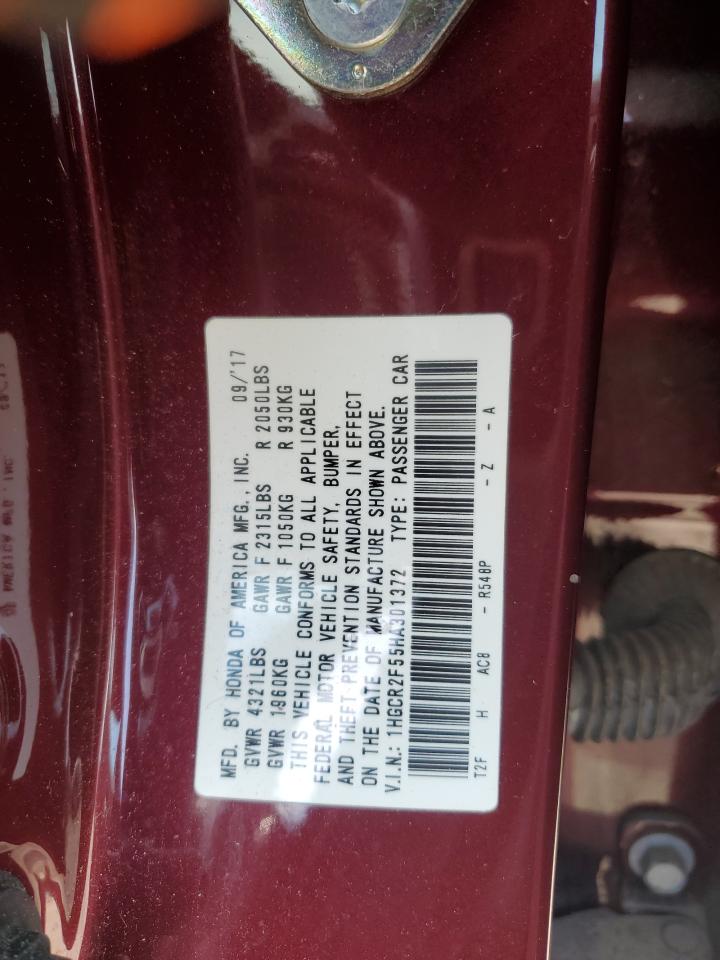 MFD. BY HONDA OF AMERICA MFG., INC. 09/'17
GVWR 4321LBS GAWR F 2315LBS R 2050LBS
GVWR 1960KG GAWR F 1050KG R 930KG
THIS VEHICLE CONFORMS TO ALL APPLICABLE
FEDERAL MOTOR VEHICLE SAFETY, BUMPER,
AND THEFT PREVENTION STANDARDS IN EFFECT
ON THE DATE OF MANUFACTURE SHOWN ABOVE.
V.I.N.: 1HGCR2F55HA301372 TYPE: PASSENGER CAR
T2F H AC8 - R548P - Z - A